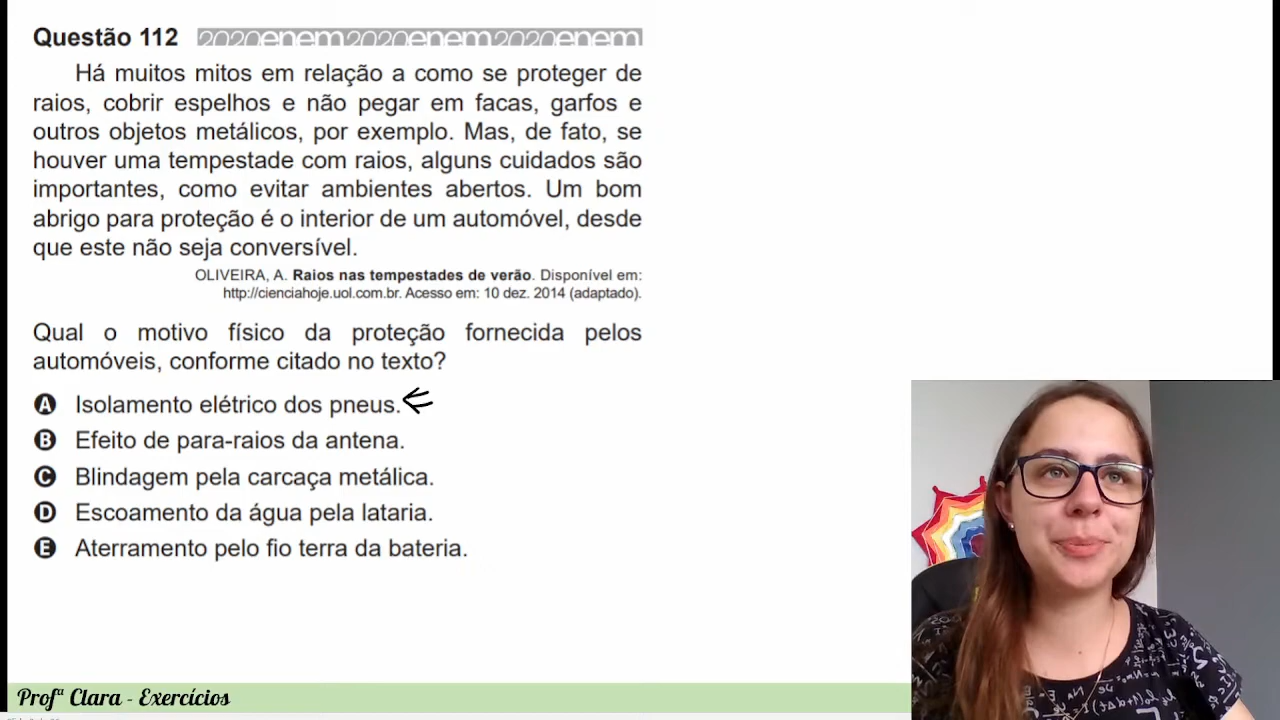 Questão 112 2020enem2020enem2020enem
Há muitos mitos em relação a como se proteger de
raios, cobrir espelhos e não pegar em facas, garfos e
outros objetos metálicos, por exemplo. Mas, de fato, se
houver uma tempestade com raios, alguns cuidados são
importantes, como evitar ambientes abertos. Um bom
abrigo para proteção é o interior de um automóvel, desde
que este não seja conversível.
OLIVEIRA, A. Raios nas tempestades de verão. Disponível em:
http://cienciahoje.uol.com.br. Acesso em: 10 dez. 2014 (adaptado).
Qual o motivo físico da proteção fornecida pelos
automóveis, conforme citado no texto?
A Isolamento elétrico dos pneus.
B Efeito de para-raios da antena.
C Blindagem pela carcaça metálica.
D Escoamento da água pela lataria.
E Aterramento pelo fio terra da bateria.
Profª Clara - Exercícios